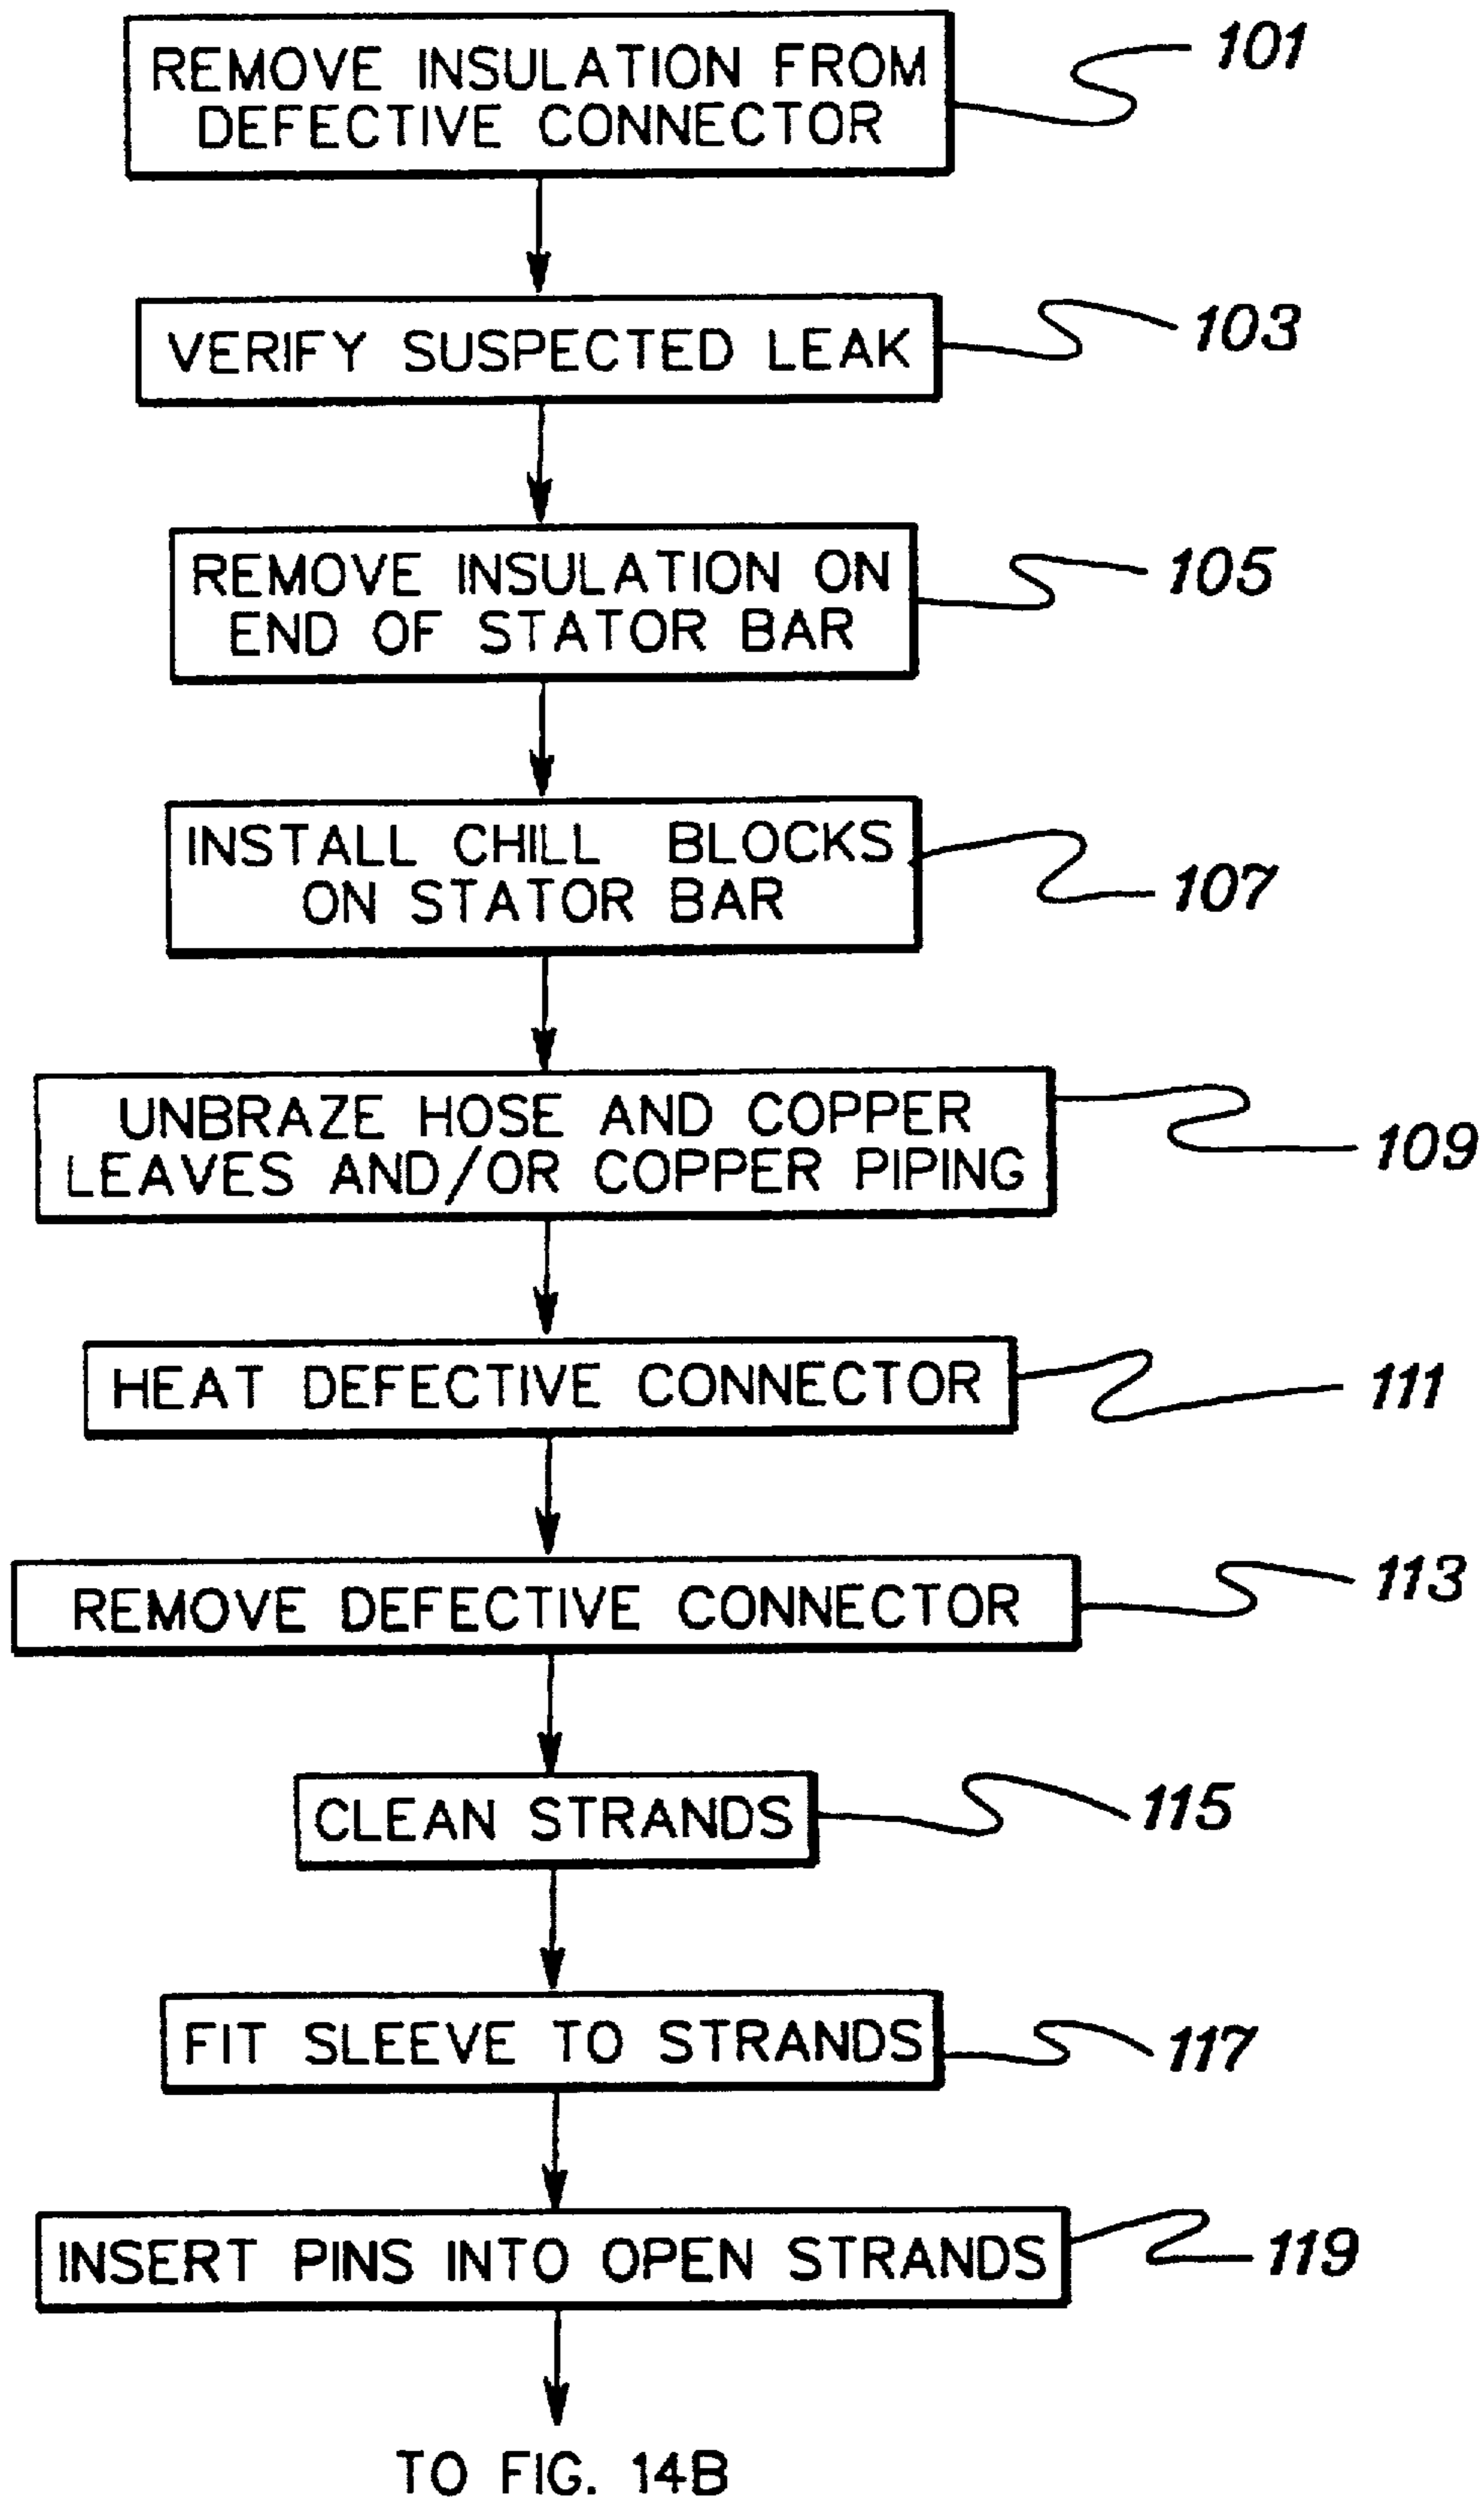 REMOVE INSULATION FROM
DEFECTIVE CONNECTOR
101
VERIFY SUSPECTED LEAK
103
REMOVE INSULATION ON
END OF STATOR BAR
105
INSTALL CHILL BLOCKS
ON STATOR BAR
107
UNBRAZE HOSE AND COPPER
LEAVES AND/OR COPPER PIPING
109
HEAT DEFECTIVE CONNECTOR
111
REMOVE DEFECTIVE CONNECTOR
113
CLEAN STRANDS
115
FIT SLEEVE TO STRANDS
117
INSERT PINS INTO OPEN STRANDS
119
TO FIG. 14B